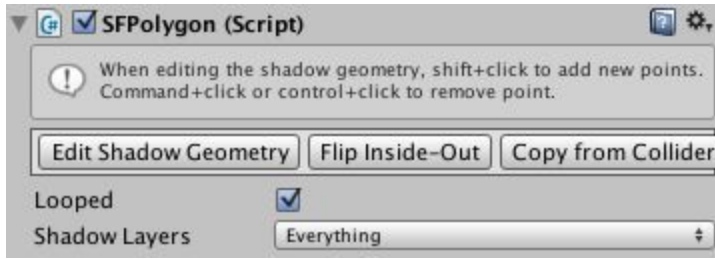 SFPolygon (Script)
When editing the shadow geometry, shift+click to add new points.
Command+click or control+click to remove point.
Edit Shadow Geometry Flip Inside-Out Copy from Collider
Looped
Shadow Layers Everything